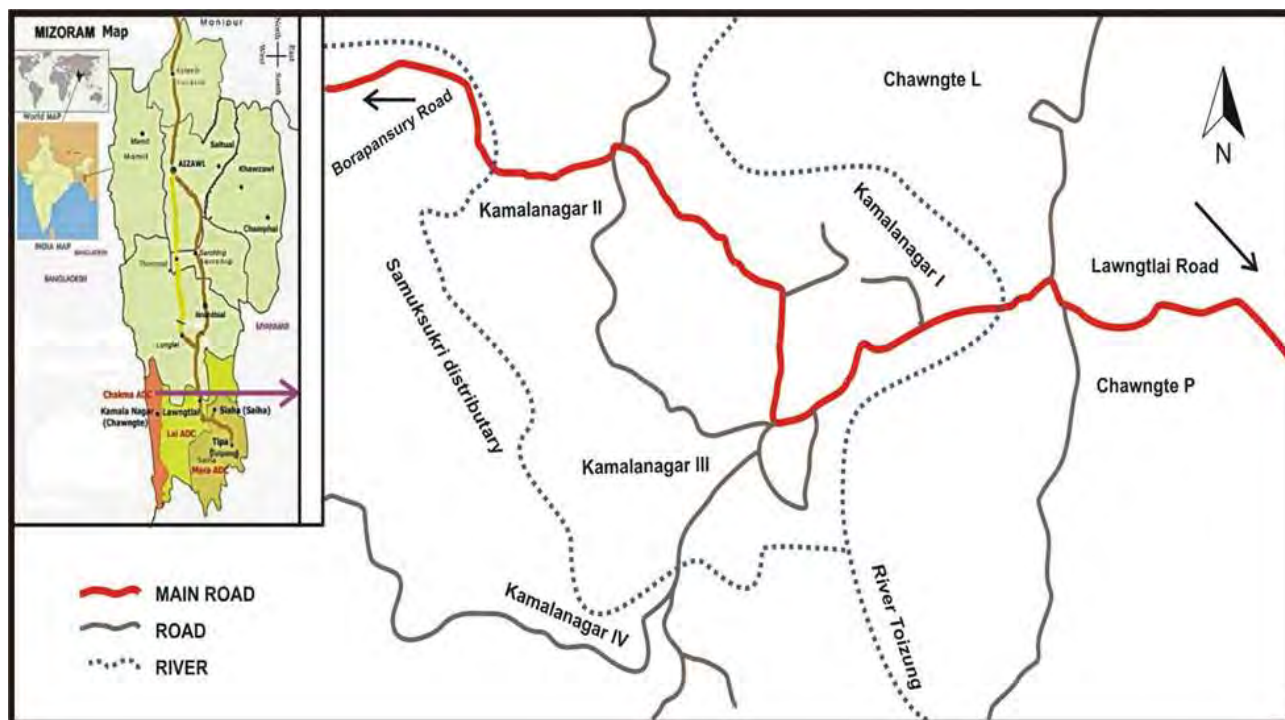 MIZORAM Map
Manipur
North
South
East
West
World MAP
INDIA MAP
BANGLADESH
BANGLADESH
MYANMAR
Mamit
AIZAWL
Saitual
Khawzawl
Champhai
Serchhip
Lunglei
Chakma ADC
Kamala Nagar
(Chawngte)
Lawngtlai
Siaha (Saiha)
Lai ADC
Tipa
Mara ADC
MAIN ROAD
ROAD
RIVER
Borapansury Road
Kamalanagar II
Samuksukri distributary
Kamalanagar III
Kamalanagar IV
Chawngte L
Kamalanagar I
N
Lawngtlai Road
Chawngte P
River Toizung